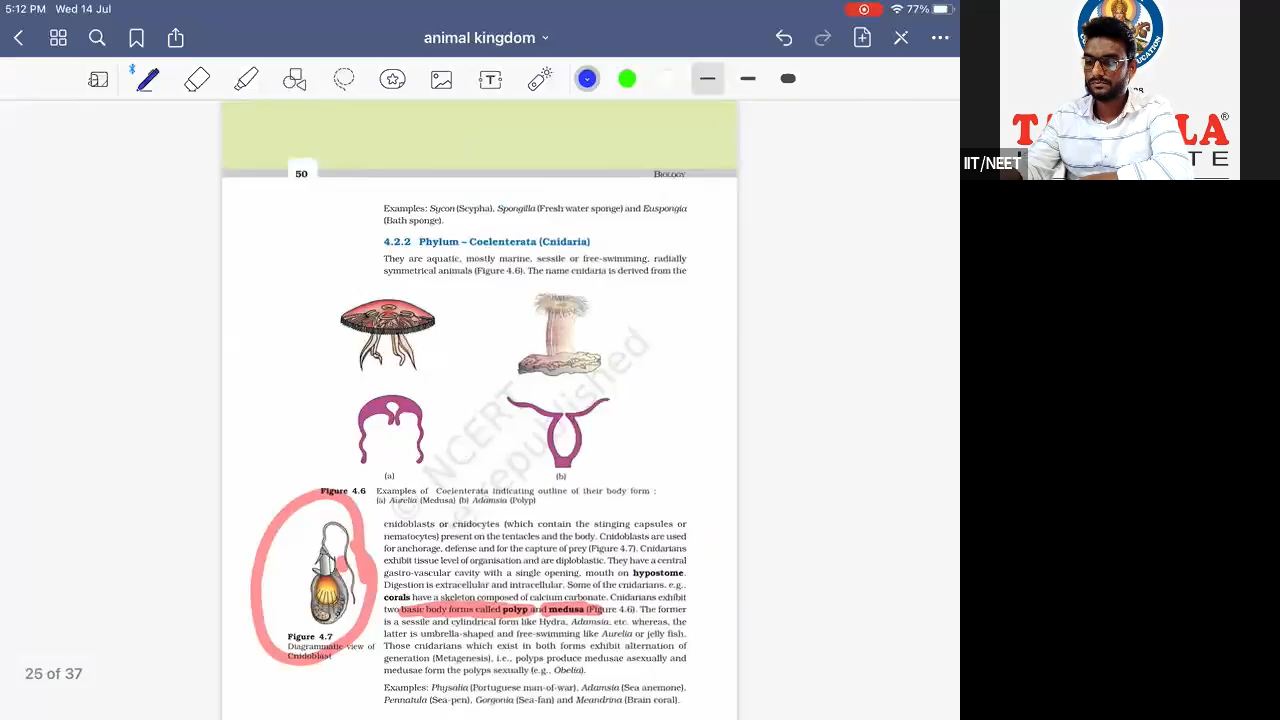 5:12 PM Wed 14 Jul
77%
animal kingdom
T
50
BIOLOGY
Examples: Sycon (Scypha), Spongilla (Fresh water sponge) and Euspongia
(Bath sponge).
4.2.2 Phylum – Coelenterata (Cnidaria)
They are aquatic, mostly marine, sessile or free-swimming, radially
symmetrical animals (Figure 4.6). The name cnidaria is derived from the
(a)
(b)
Figure 4.6 Examples of Coelenterata indicating outline of their body form :
(a) Aurelia (Medusa) (b) Adamsia (Polyp)
cnidoblasts or cnidocytes (which contain the stinging capsules or
nematocytes) present on the tentacles and the body. Cnidoblasts are used
for anchorage, defense and for the capture of prey (Figure 4.7). Cnidarians
exhibit tissue level of organisation and are diploblastic. They have a central
gastro-vascular cavity with a single opening, mouth on hypostome.
Digestion is extracellular and intracellular. Some of the cnidarians, e.g.,
corals have a skeleton composed of calcium carbonate. Cnidarians exhibit
two basic body forms called polyp and medusa (Figure 4.6). The former
is a sessile and cylindrical form like Hydra, Adamsia, etc. whereas, the
latter is umbrella-shaped and free-swimming like Aurelia or jelly fish.
Those cnidarians which exist in both forms exhibit alternation of
generation (Metagenesis), i.e., polyps produce medusae asexually and
medusae form the polyps sexually (e.g., Obelia).
Examples: Physalia (Portuguese man-of-war), Adamsia (Sea anemone),
Pennatula (Sea-pen), Gorgonia (Sea-fan) and Meandrina (Brain coral).
Figure 4.7
Diagrammatic view of
Cnidoblast
© NCERT
republished
25 of 37
UCATION
IIT/NEET